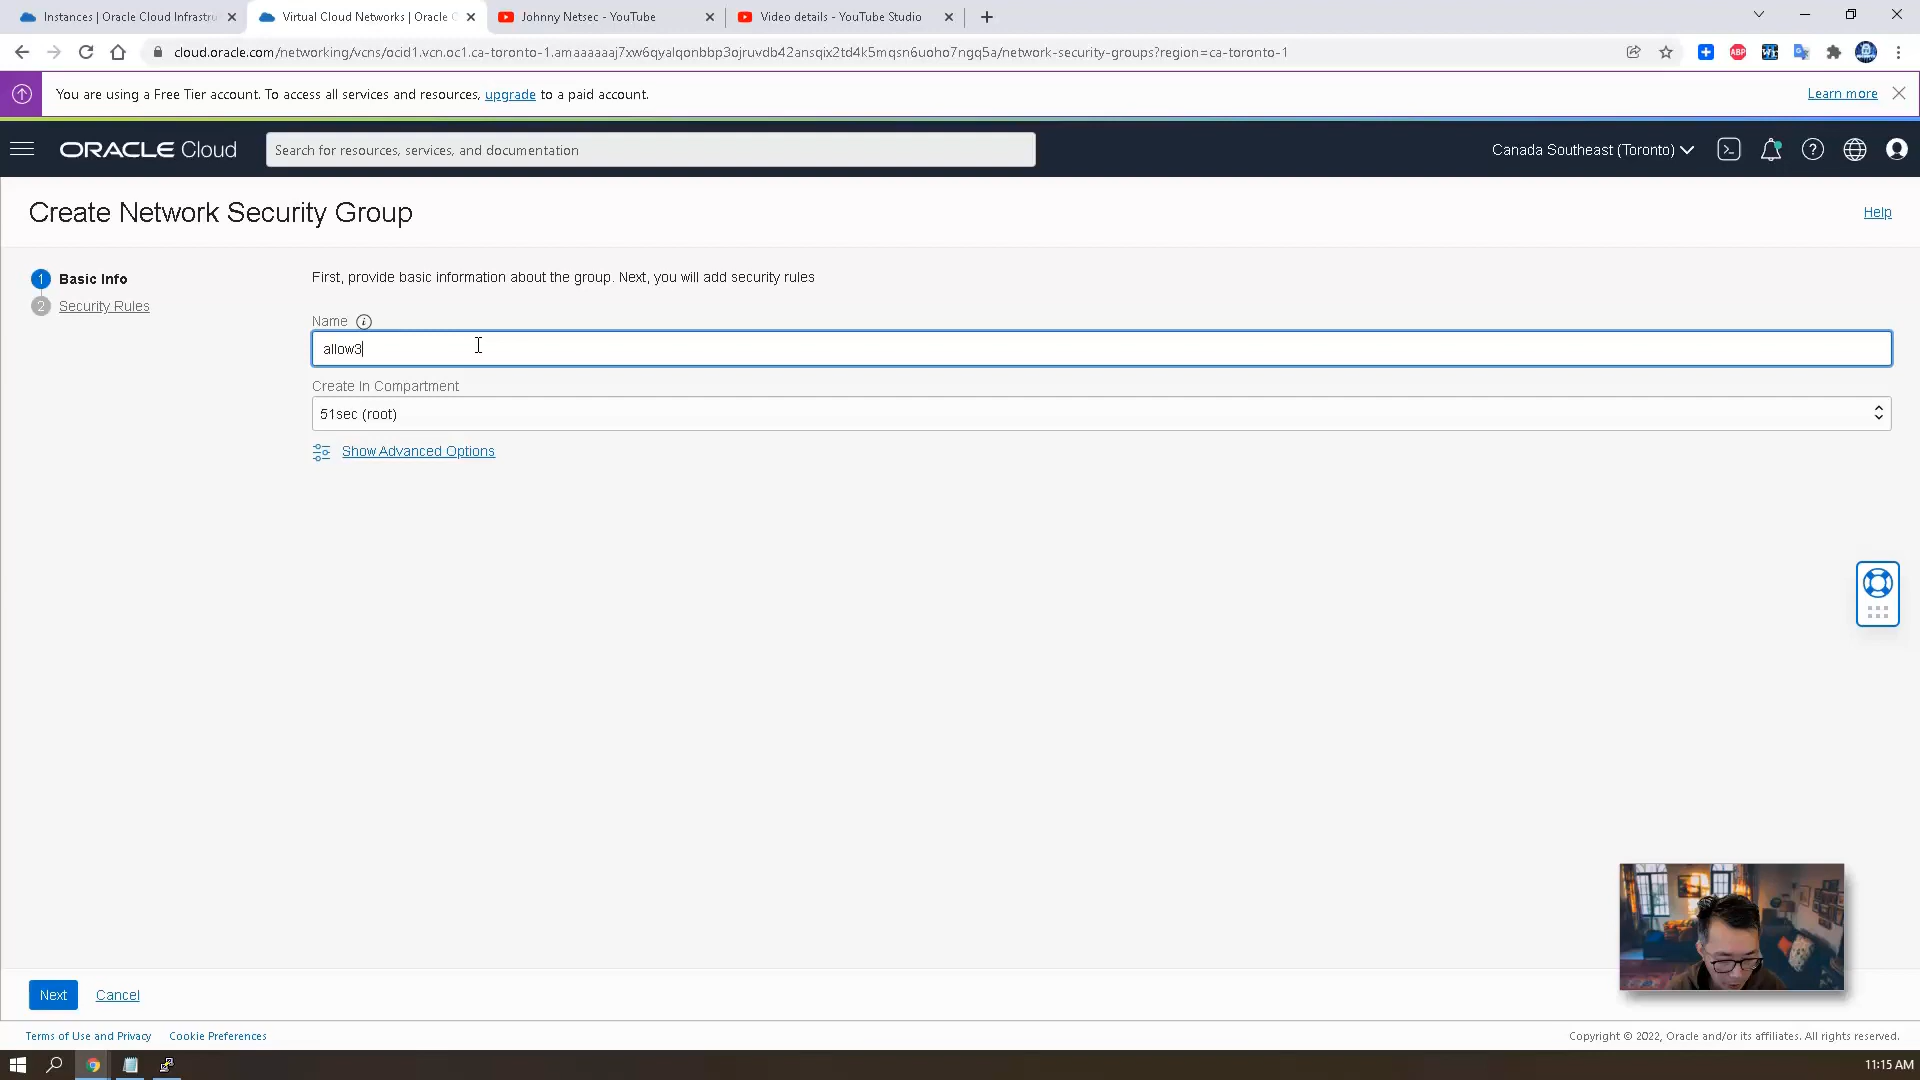 Instances | Oracle Cloud Infrastru
Virtual Cloud Networks | Oracle C
Johnny Netsec - YouTube
Video details - YouTube Studio
cloud.oracle.com/networking/vcns/ocid1.vcn.oc1.ca-toronto-1.amaaaaaaj7xw6qyalqonbbp3ojruvdb42ansqix2td4k5mqsn6uoho7ngq5a/network-security-groups?region=ca-toronto-1
ABP
You are using a Free Tier account. To access all services and resources, upgrade to a paid account.
Learn more
ORACLE Cloud
Search for resources, services, and documentation
Canada Southeast (Toronto)
Create Network Security Group
Help
1 Basic Info
2 Security Rules
First, provide basic information about the group. Next, you will add security rules
Name
allow3
Create In Compartment
51sec (root)
Show Advanced Options
Next
Cancel
Terms of Use and Privacy
Cookie Preferences
Copyright © 2022, Oracle and/or its affiliates. All rights reserved.
11:15 AM